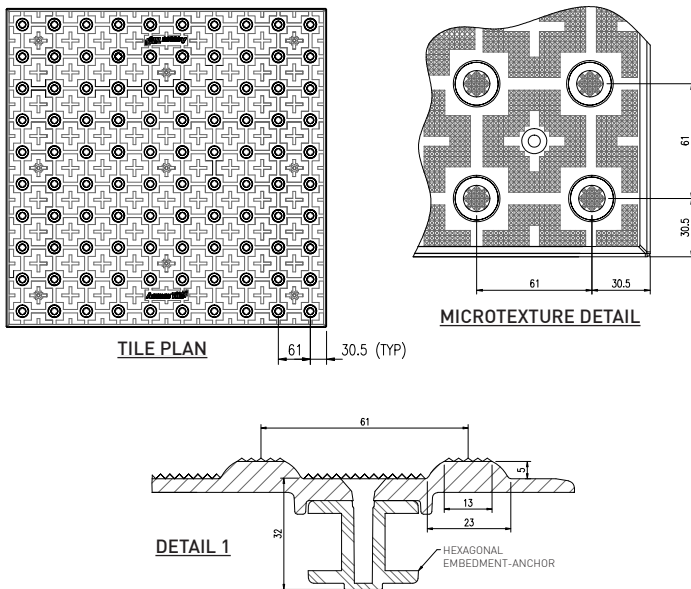 TILE PLAN
61
30.5 (TYP)
61
30.5
61
30.5
MICROTEXTURE DETAIL
61
5
13
23
32
DETAIL 1
HEXAGONAL
EMBEDMENT-ANCHOR